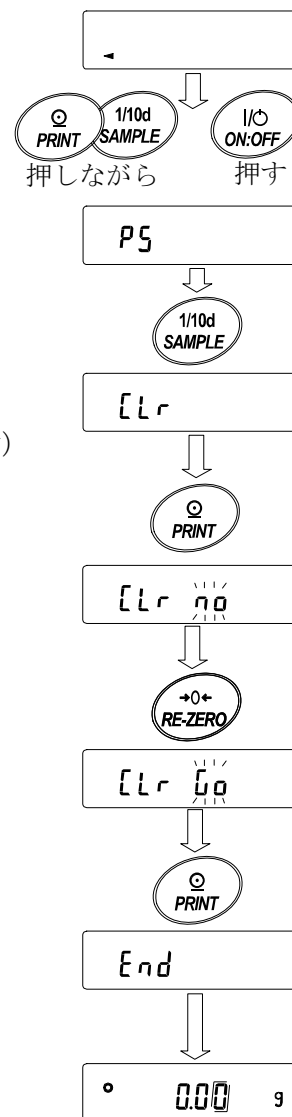 PRINT
1/10d
SAMPLE
I/⏻
ON:OFF
押しながら 押す
PS
1/10d
SAMPLE
CLr
)
PRINT
CLr no
→0←
RE-ZERO
CLr Go
PRINT
End
0.00 g